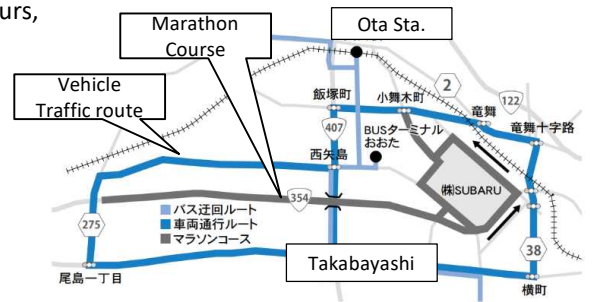 ours,
Marathon
Course
Ota Sta.
Vehicle
Traffic route
2
飯塚町
小舞木町
竜舞
122
竜舞十字路
407
BUSターミナル
おおた
西矢島
㈱SUBARU
354
275
バス迂回ルート
車両通行ルート
マラソンコース
38
Takabayashi
尾島一丁目
横町